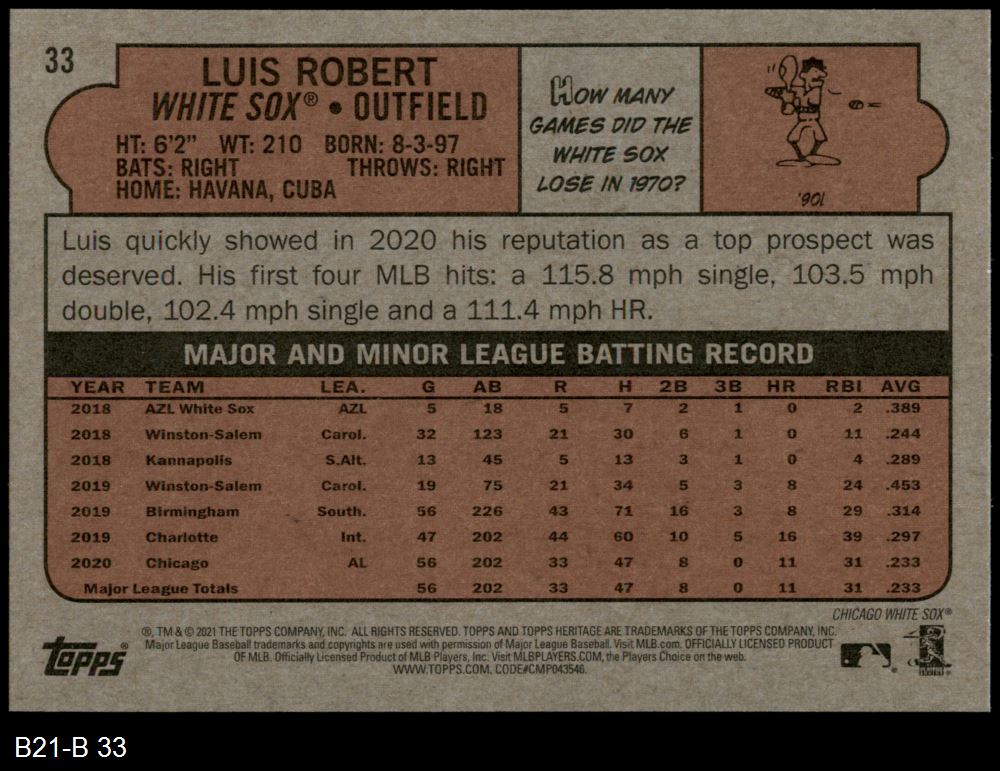 33
LUIS ROBERT
WHITE SOX® • OUTFIELD
HT: 6'2" WT: 210 BORN: 8-3-97
BATS: RIGHT THROWS: RIGHT
HOME: HAVANA, CUBA
HOW MANY
GAMES DID THE
WHITE SOX
LOSE IN 1970?
'901
Luis quickly showed in 2020 his reputation as a top prospect was
deserved. His first four MLB hits: a 115.8 mph single, 103.5 mph
double, 102.4 mph single and a 111.4 mph HR.
MAJOR AND MINOR LEAGUE BATTING RECORD
YEAR TEAM LEA. G AB R H 2B 3B HR RBI AVG
2018 AZL White Sox AZL 5 18 5 7 2 1 0 2 .389
2018 Winston-Salem Carol. 32 123 21 30 6 1 0 11 .244
2018 Kannapolis S.Atl. 13 45 5 13 3 1 0 4 .289
2019 Winston-Salem Carol. 19 75 21 34 5 3 8 24 .453
2019 Birmingham South. 56 226 43 71 16 3 8 29 .314
2019 Charlotte Int. 47 202 44 60 10 5 16 39 .297
2020 Chicago AL 56 202 33 47 8 0 11 31 .233
Major League Totals 56 202 33 47 8 0 11 31 .233
CHICAGO WHITE SOX®
®, TM & © 2021 THE TOPPS COMPANY, INC. ALL RIGHTS RESERVED. TOPPS AND TOPPS HERITAGE ARE TRADEMARKS OF THE TOPPS COMPANY, INC.
Major League Baseball trademarks and copyrights are used with permission of Major League Baseball. Visit MLB.com. OFFICIALLY LICENSED PRODUCT
OF MLB. Officially Licensed Product of MLB Players, Inc. Visit MLBPLAYERS.COM, the Players Choice on the web.
WWW.TOPPS.COM. CODE#CMP043546.
topps®
B21-B 33